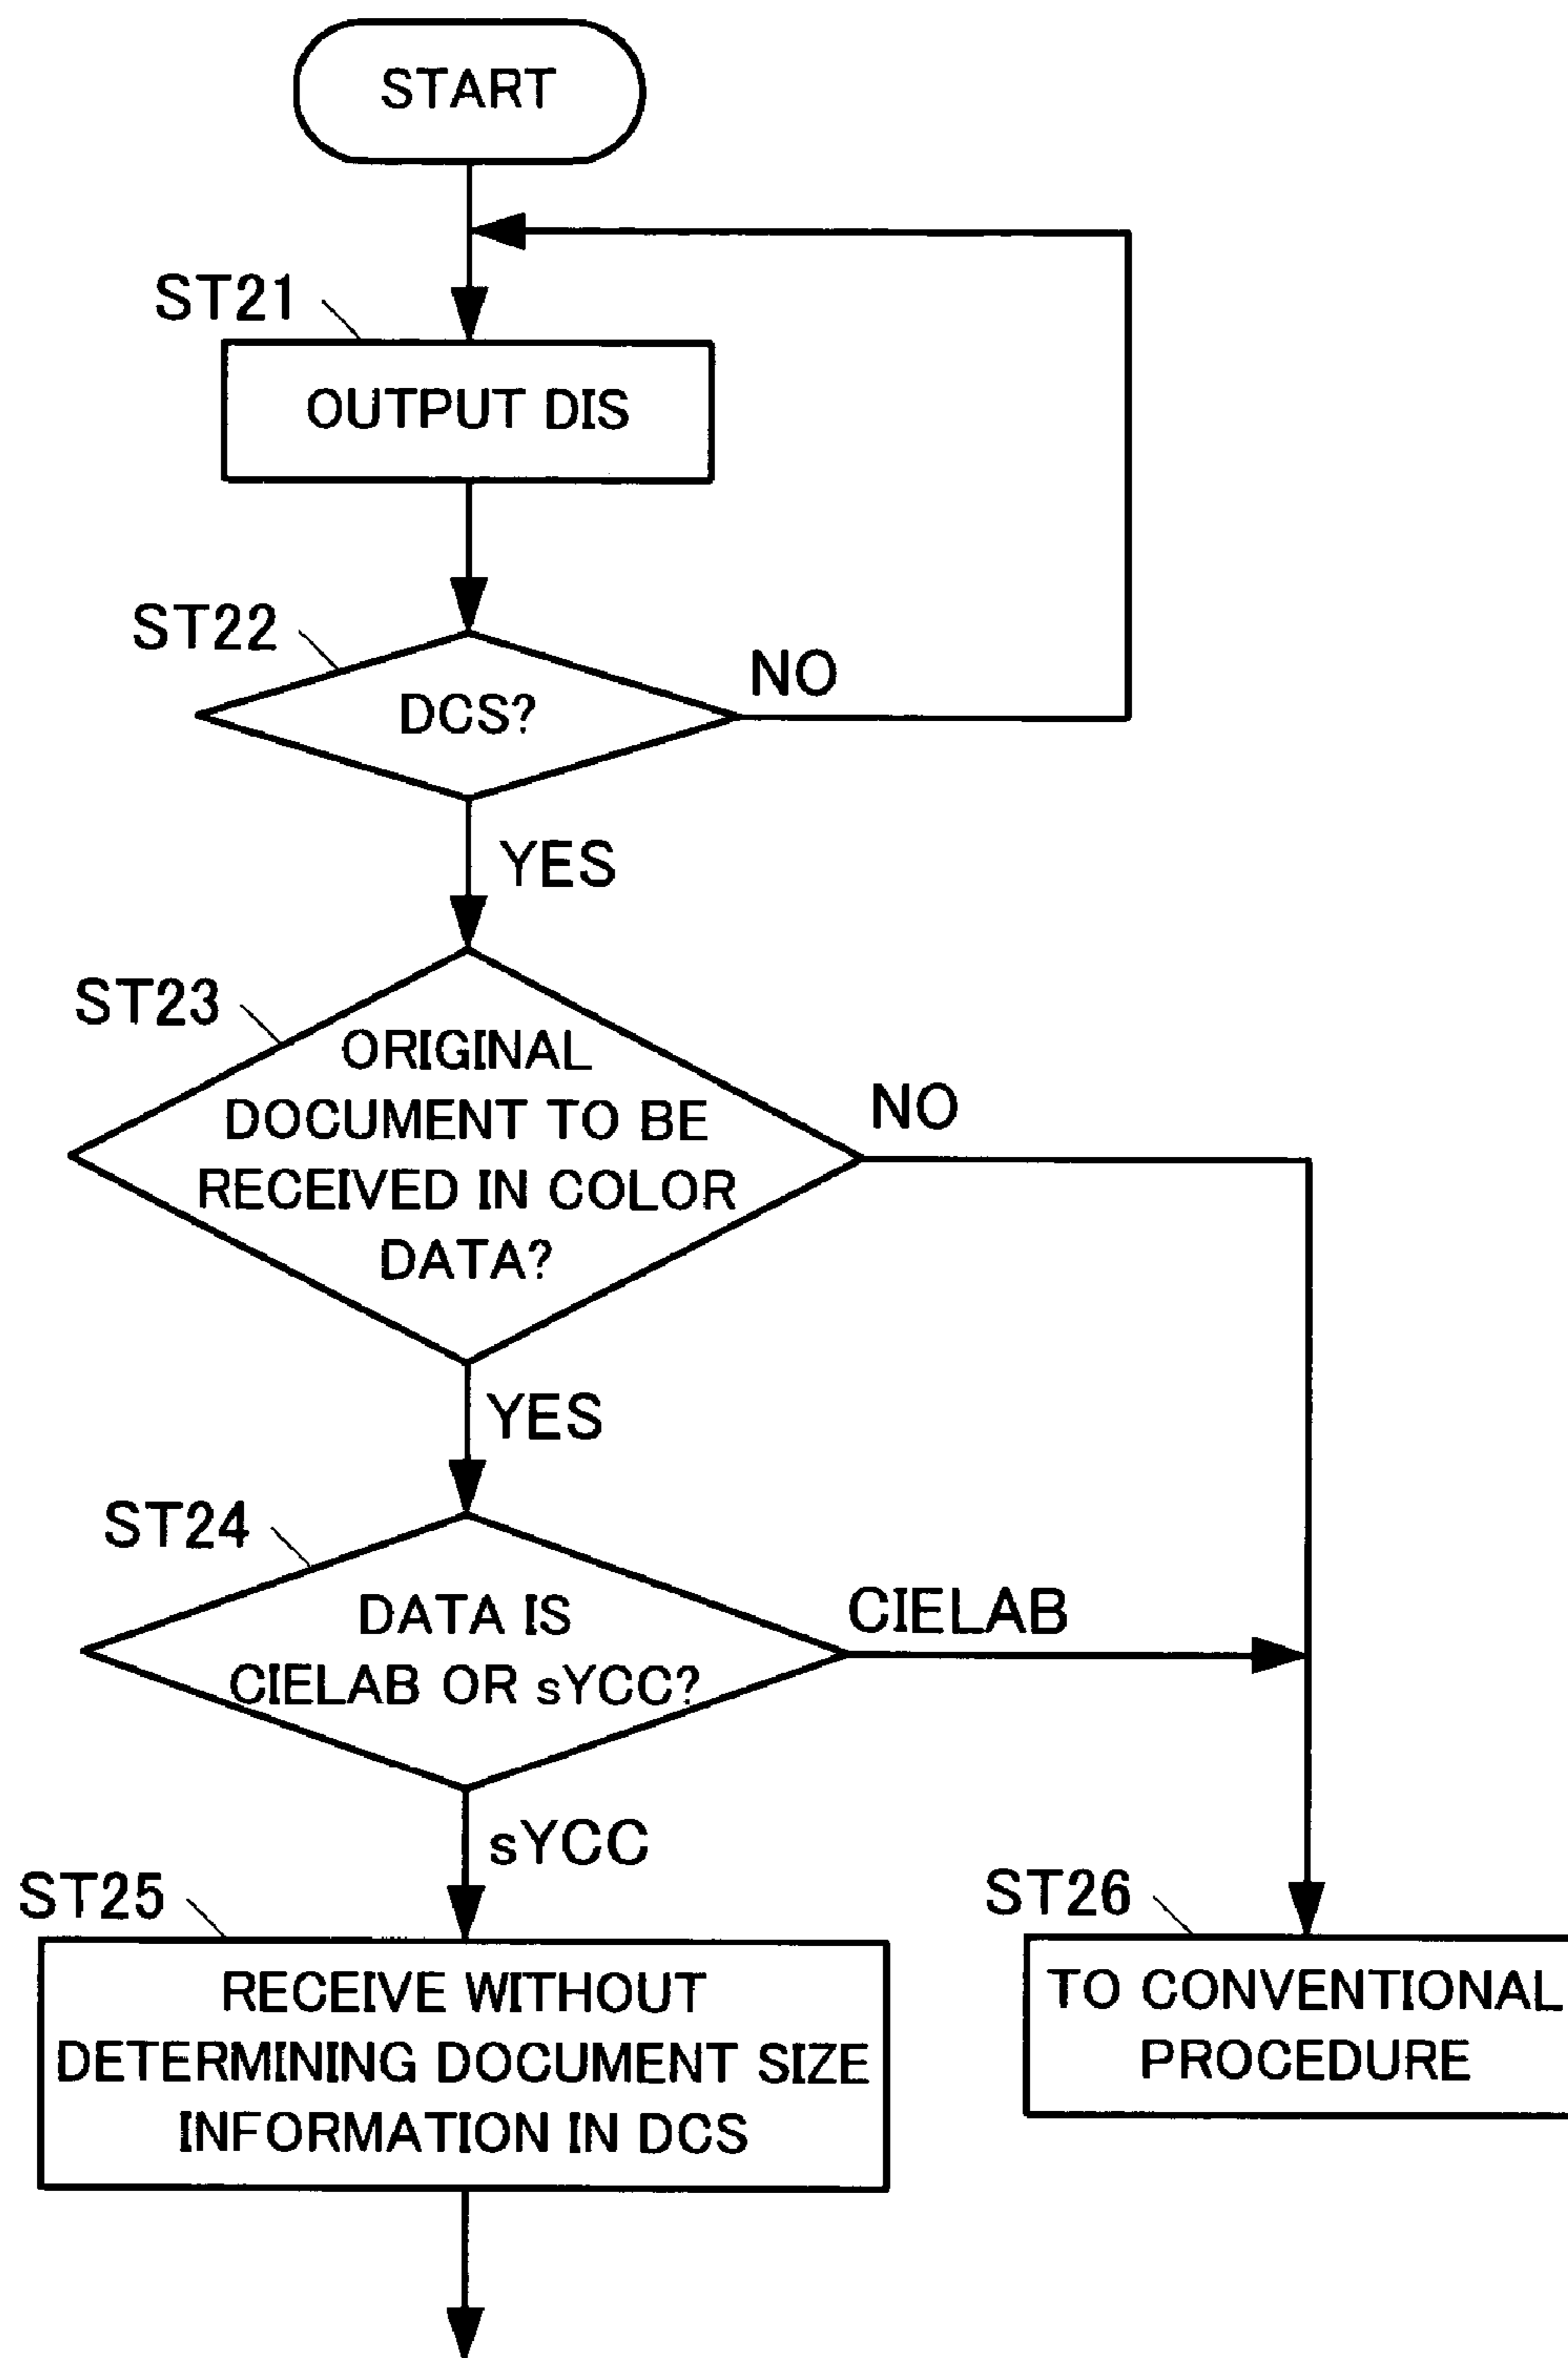 START
ST21
OUTPUT DIS
ST22
DCS?
NO
YES
ST23
ORIGINAL
DOCUMENT TO BE
RECEIVED IN COLOR
DATA?
NO
YES
ST24
DATA IS
CIELAB OR sYCC?
CIELAB
sYCC
ST25
RECEIVE WITHOUT
DETERMINING DOCUMENT SIZE
INFORMATION IN DCS
ST26
TO CONVENTIONAL
PROCEDURE